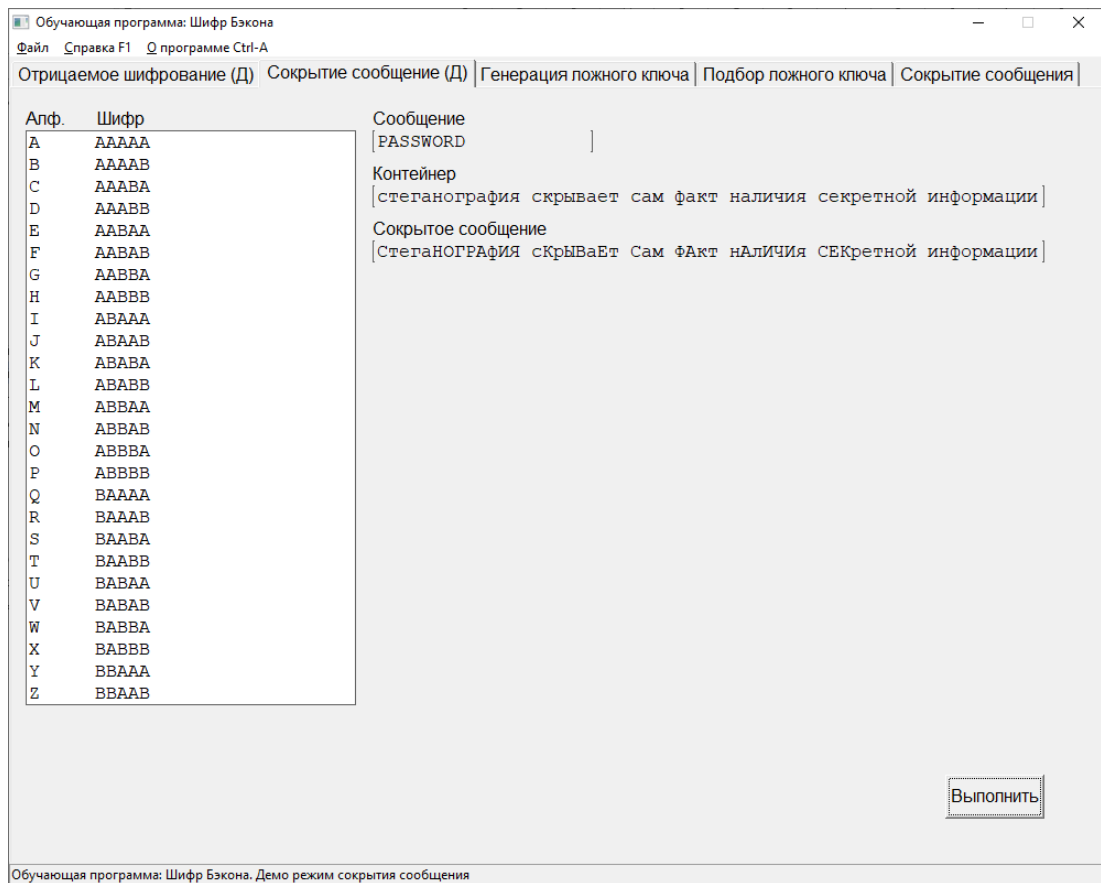 Обучающая программа: Шифр Бэкона
Файл Справка F1 О программе Ctrl-A
Отрицаемое шифрование (Д) Сокрытие сообщение (Д) Генерация ложного ключа Подбор ложного ключа Сокрытие сообщения
Алф. Шифр
A AAAAA
B AAAAB
C AAABA
D AAABB
E AABAA
F AABAB
G AABBA
H AABBB
I ABAAA
J ABAAB
K ABABA
L ABABB
M ABBAA
N ABBAB
O ABBBA
P ABBBB
Q BAAAA
R BAAAB
S BAABA
T BAABB
U BABAA
V BABAB
W BABBA
X BABBB
Y BBAAA
Z BBAAB
Сообщение
[PASSWORD ]
Контейнер
[стеганография скрывает сам факт наличия секретной информации]
Сокрытое сообщение
[СтегаНОГРАфИЯ сКрЫВаЕт Сам ФАкт нАлИЧИя СЕКретной информации]
Выполнить
Обучающая программа: Шифр Бэкона. Демо режим сокрытия сообщения